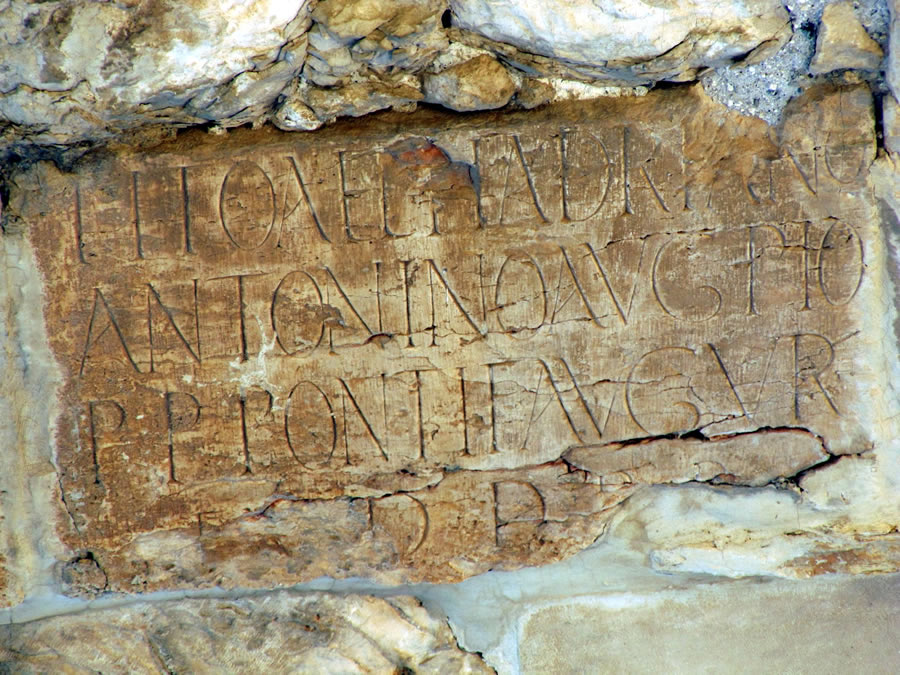 TITO AEL HADRIANO
ANTONINO AVG PIO
P P PONTIF AVGVR
D D